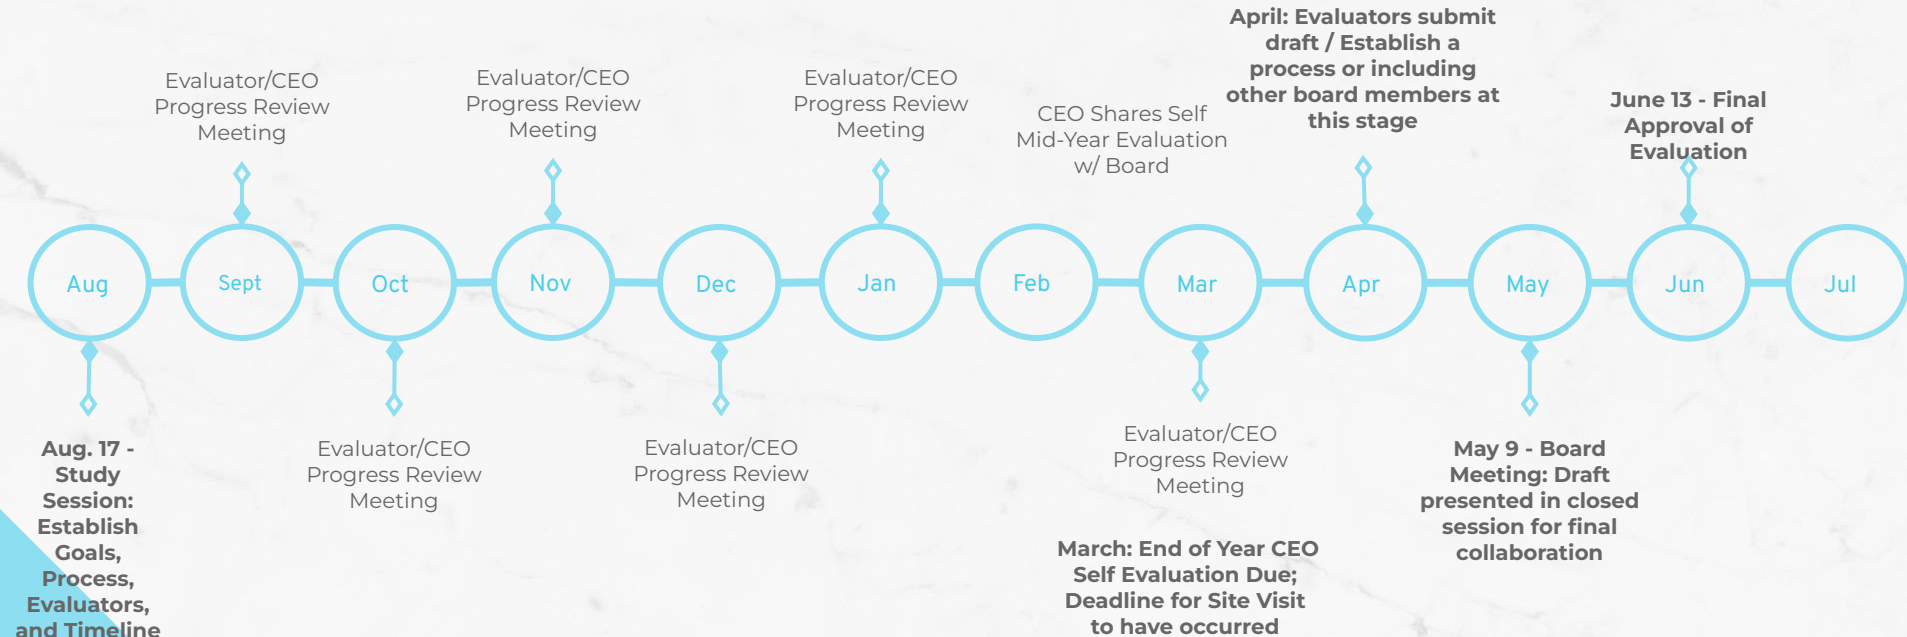 Evaluator/CEO
Progress Review
Meeting
Evaluator/CEO
Progress Review
Meeting
Evaluator/CEO
Progress Review
Meeting
CEO Shares Self
Mid-Year Evaluation
w/ Board
April: Evaluators submit
draft / Establish a
process or including
other board members at
this stage
June 13 - Final
Approval of
Evaluation
Aug
Sept
Oct
Nov
Dec
Jan
Feb
Mar
Apr
May
Jun
Jul
Aug. 17 -
Study
Session:
Establish
Goals,
Process,
Evaluators,
and Timeline
Evaluator/CEO
Progress Review
Meeting
Evaluator/CEO
Progress Review
Meeting
Evaluator/CEO
Progress Review
Meeting
March: End of Year CEO
Self Evaluation Due;
Deadline for Site Visit
to have occurred
May 9 - Board
Meeting: Draft
presented in closed
session for final
collaboration